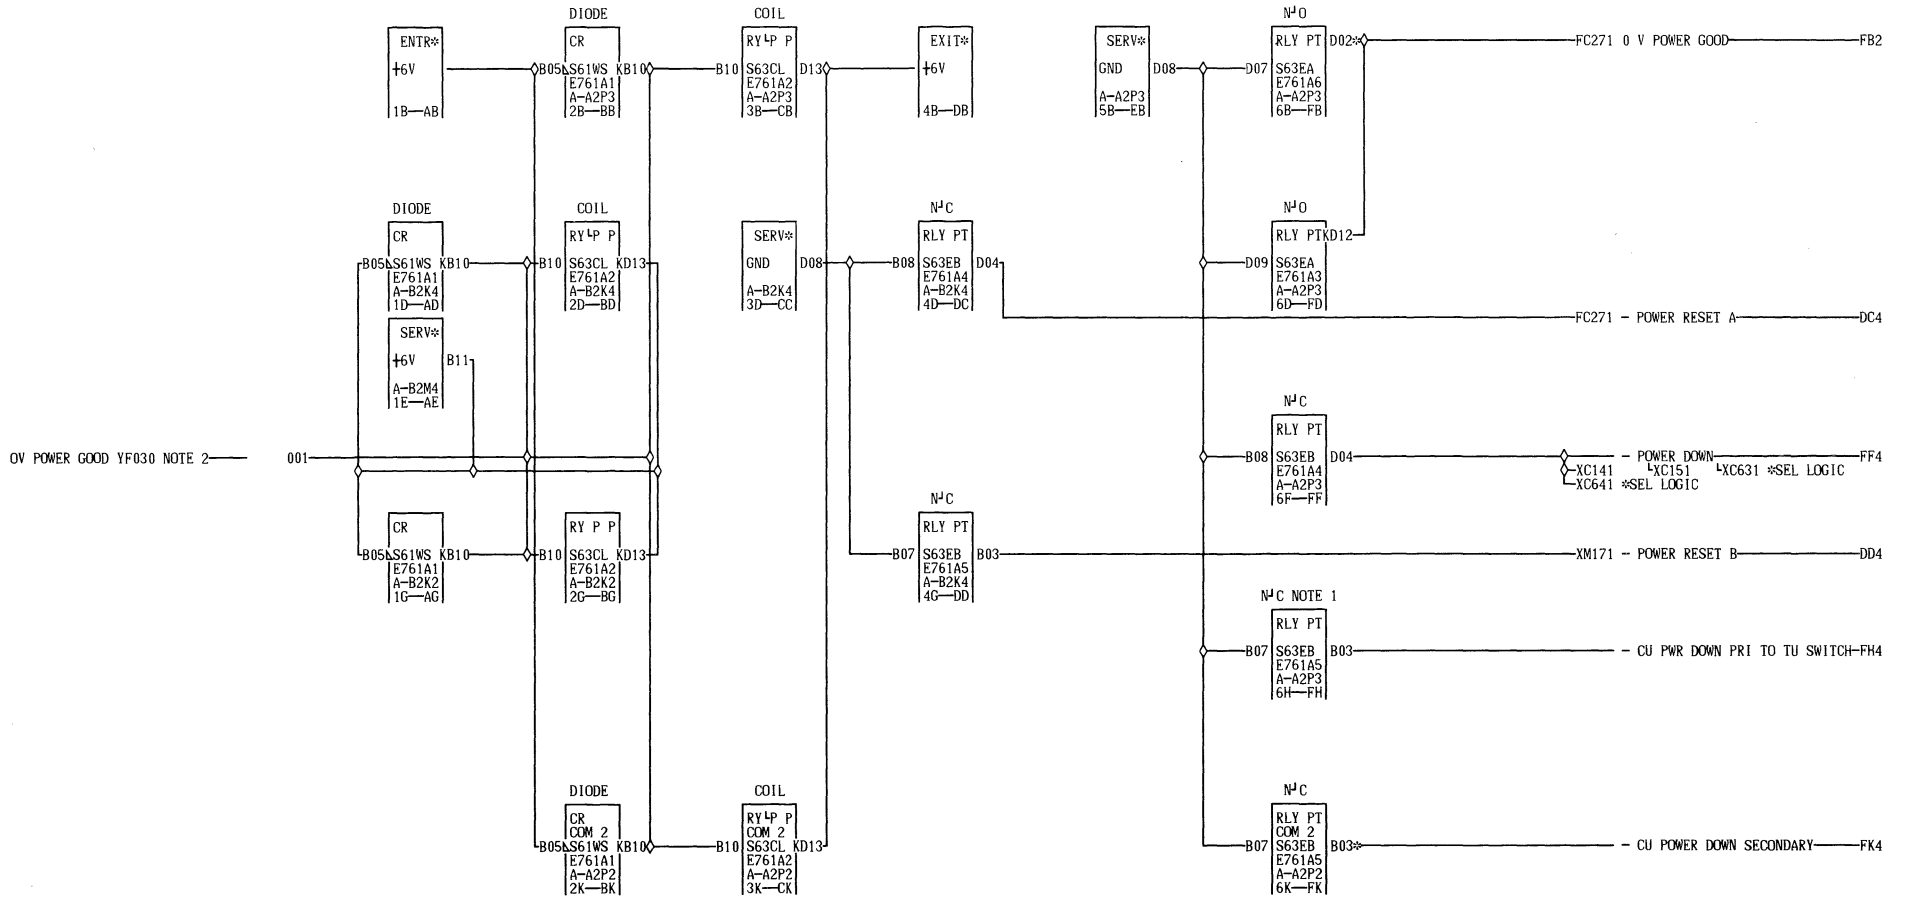 DIODE
COIL
N┘O
ENTR*
+6V
1B—AB
CR
B05 S61WS KB10
E761A1
A-A2P3
2B—BB
RY└P P
B10 S63CL D13
E761A2
A-A2P3
3B—CB
EXIT*
+6V
4B—DB
SERV*
GND D08
A-A2P3
5B—EB
RLY PT D02*
D07 S63EA
E761A6
A-A2P3
6B—FB
FC271 0 V POWER GOOD FB2
DIODE
COIL
N┘C
N┘O
CR
B05 S61WS KB10
E761A1
A-B2K4
1D—AD
RY└P P
B10 S63CL KD13
E761A2
A-B2K4
2D—BD
SERV*
GND D08
A-B2K4
3D—CC
RLY PT
B08 S63EB D04
E761A4
A-B2K4
4D—DC
RLY PTKD12
D09 S63EA
E761A3
A-A2P3
6D—FD
FC271 - POWER RESET A DC4
SERV*
+6V B11
A-B2M4
1E—AE
N┘C
RLY PT
B08 S63EB D04
E761A4
A-A2P3
6F—FF
- POWER DOWN FF4
XC141 └XC151 └XC631 *SEL LOGIC
XC641 *SEL LOGIC
OV POWER GOOD YF030 NOTE 2 001
CR
B05 S61WS KB10
E761A1
A-B2K2
1G—AG
RY P P
B10 S63CL KD13
E761A2
A-B2K2
2G—BG
N┘C
RLY PT
B07 S63EB B03
E761A5
A-B2K4
4G—DD
XM171 - POWER RESET B DD4
N┘C NOTE 1
RLY PT
B07 S63EB B03
E761A5
A-A2P3
6H—FH
- CU PWR DOWN PRI TO TU SWITCH FH4
DIODE
COIL
N┘C
CR
COM 2
B05 S61WS KB10
E761A1
A-A2P2
2K—BK
RY└P P
COM 2
B10 S63CL KD13
E761A2
A-A2P2
3K—CK
RLY PT
COM 2
B07 S63EB B03*
E761A5
A-A2P2
6K—FK
- CU POWER DOWN SECONDARY FK4